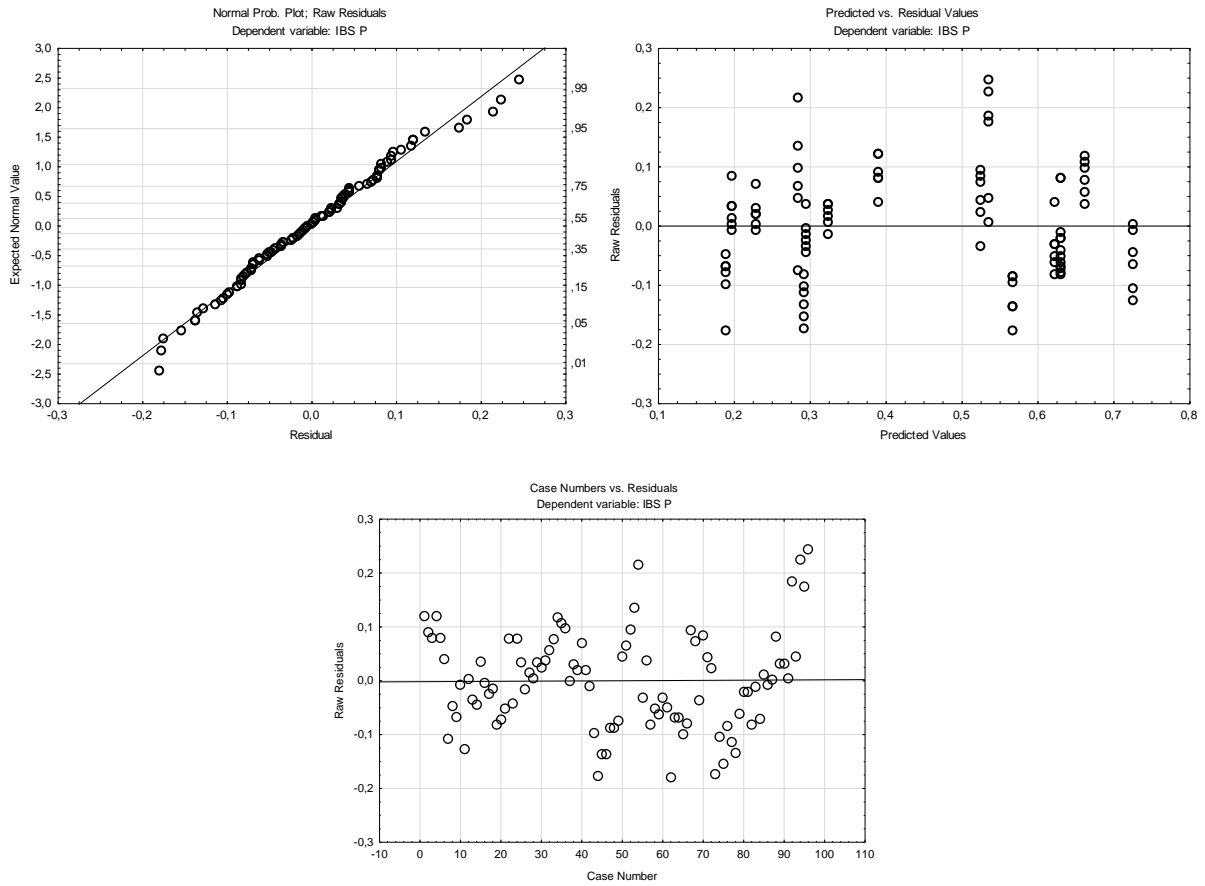 Normal Prob. Plot; Raw Residuals
Dependent variable: IBS P
3,0
2,5
2,0
1,5
1,0
0,5
0,0
-0,5
-1,0
-1,5
-2,0
-2,5
-3,0
Expected Normal Value
,99
,95
,75
,55
,35
,15
,05
,01
-0,3 -0,2 -0,1 0,0 0,1 0,2 0,3
Residual
Predicted vs. Residual Values
Dependent variable: IBS P
0,3
0,2
0,1
0,0
-0,1
-0,2
-0,3
Raw Residuals
0,1 0,2 0,3 0,4 0,5 0,6 0,7 0,8
Predicted Values
Case Numbers vs. Residuals
Dependent variable: IBS P
0,3
0,2
0,1
0,0
-0,1
-0,2
-0,3
Raw Residuals
-10 0 10 20 30 40 50 60 70 80 90 100 110
Case Number